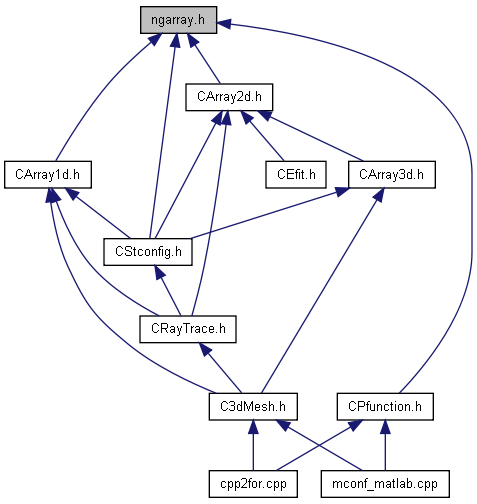 ngarray.h
CArray2d.h
CArray1d.h
CEfit.h
CArray3d.h
CStconfig.h
CRayTrace.h
C3dMesh.h
CPfunction.h
cpp2for.cpp
mconf_matlab.cpp